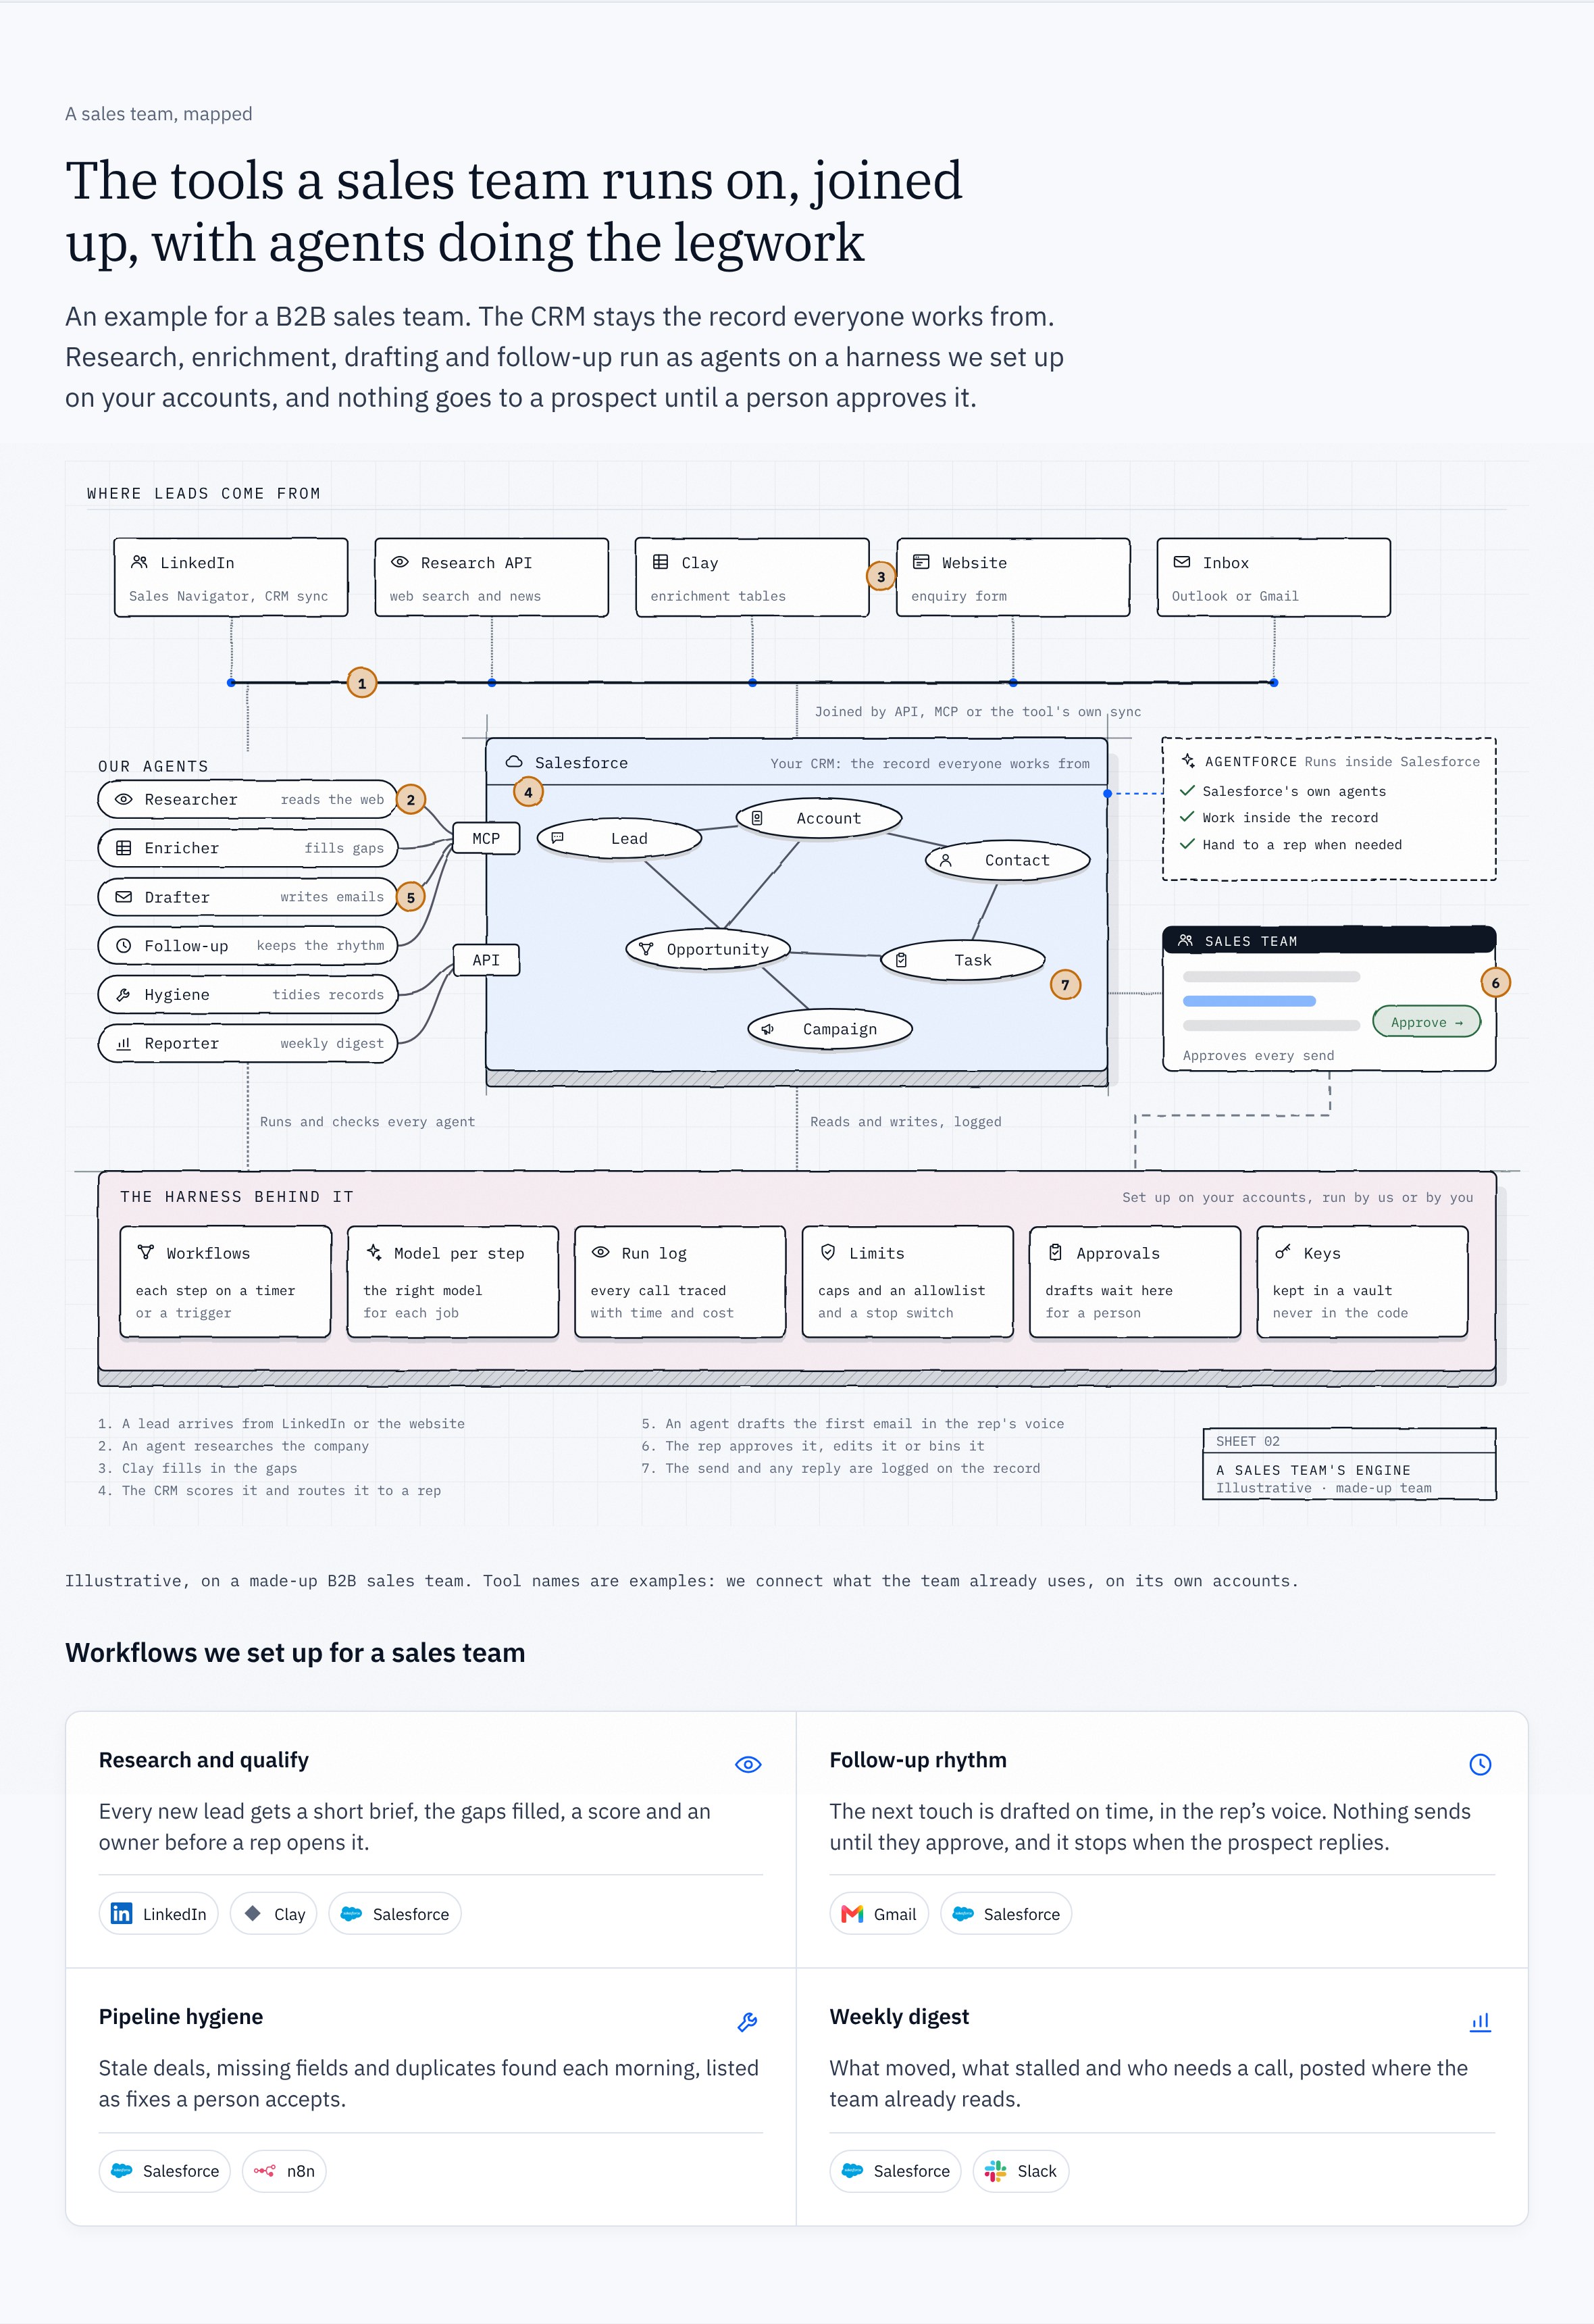 A sales team, mapped
The tools a sales team runs on, joined
up, with agents doing the legwork
An example for a B2B sales team. The CRM stays the record everyone works from.
Research, enrichment, drafting and follow-up run as agents on a harness we set up
on your accounts, and nothing goes to a prospect until a person approves it.
WHERE LEADS COME FROM
LinkedIn
Sales Navigator, CRM sync
Research API
web search and news
Clay
enrichment tables
3
Website
enquiry form
Inbox
Outlook or Gmail
1
Joined by API, MCP or the tool's own sync
OUR AGENTS
Researcher reads the web
2
Enricher fills gaps
Drafter writes emails
5
Follow-up keeps the rhythm
Hygiene tidies records
Reporter weekly digest
MCP
API
Salesforce
Your CRM: the record everyone works from
4
Lead
Account
Contact
Opportunity
Task
7
Campaign
AGENTFORCE Runs inside Salesforce
Salesforce's own agents
Work inside the record
Hand to a rep when needed
SALES TEAM
6
Approve →
Approves every send
Runs and checks every agent
Reads and writes, logged
THE HARNESS BEHIND IT
Set up on your accounts, run by us or by you
Workflows
each step on a timer
or a trigger
Model per step
the right model
for each job
Run log
every call traced
with time and cost
Limits
caps and an allowlist
and a stop switch
Approvals
drafts wait here
for a person
Keys
kept in a vault
never in the code
1. A lead arrives from LinkedIn or the website
2. An agent researches the company
3. Clay fills in the gaps
4. The CRM scores it and routes it to a rep
5. An agent drafts the first email in the rep's voice
6. The rep approves it, edits it or bins it
7. The send and any reply are logged on the record
SHEET 02
A SALES TEAM'S ENGINE
Illustrative · made-up team
Illustrative, on a made-up B2B sales team. Tool names are examples: we connect what the team already uses, on its own accounts.
Workflows we set up for a sales team
Research and qualify
Every new lead gets a short brief, the gaps filled, a score and an
owner before a rep opens it.
LinkedIn
Clay
Salesforce
Follow-up rhythm
The next touch is drafted on time, in the rep’s voice. Nothing sends
until they approve, and it stops when the prospect replies.
Gmail
Salesforce
Pipeline hygiene
Stale deals, missing fields and duplicates found each morning, listed
as fixes a person accepts.
Salesforce
n8n
Weekly digest
What moved, what stalled and who needs a call, posted where the
team already reads.
Salesforce
Slack